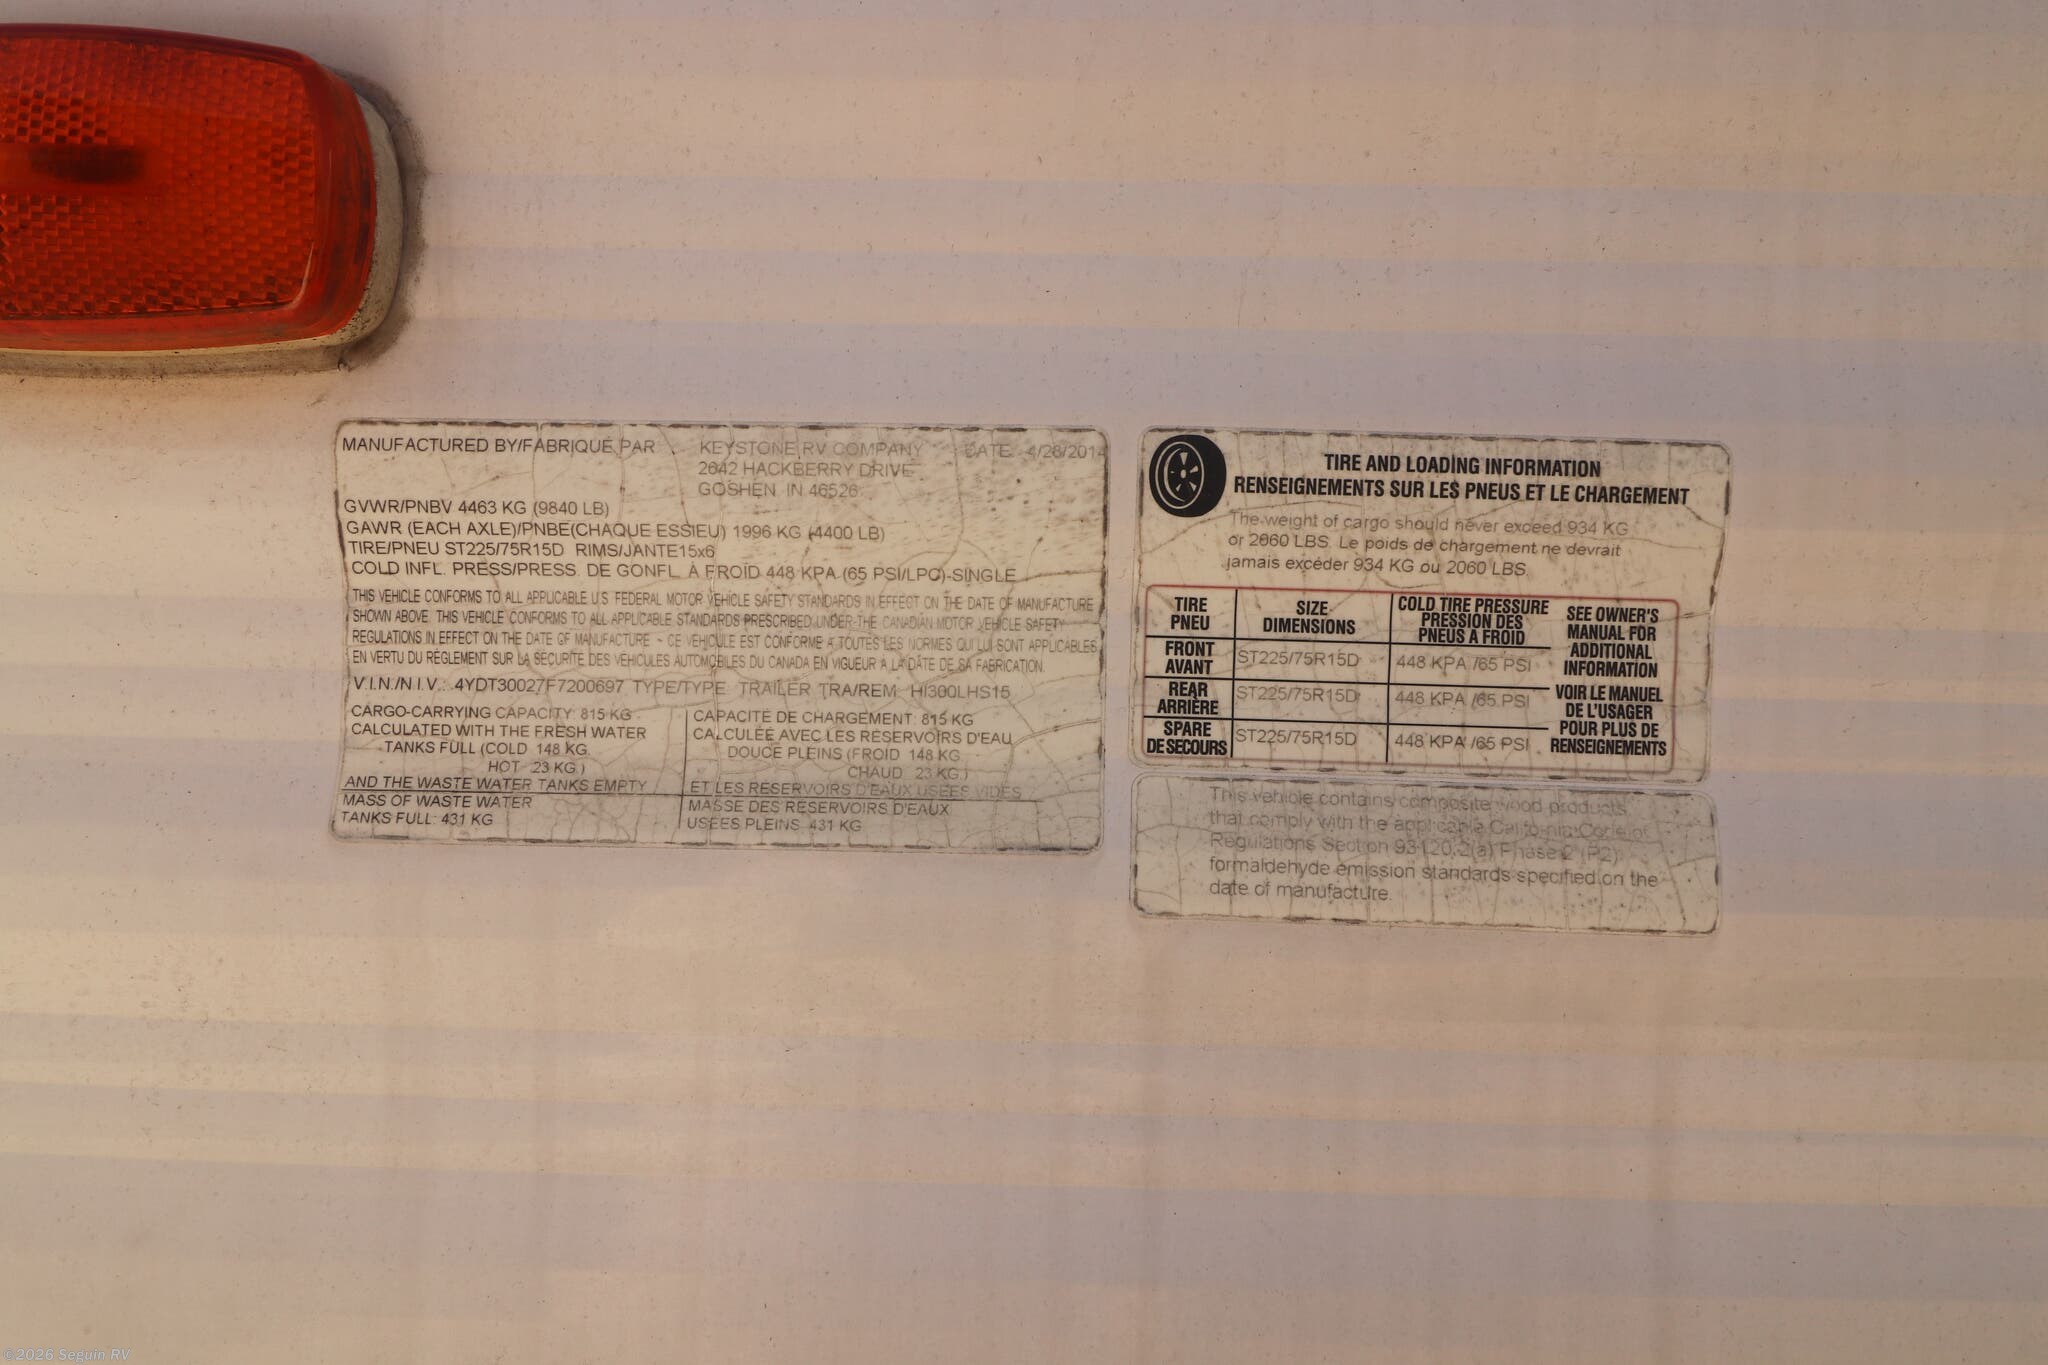 MANUFACTURED BY/FABRIQUÉ PAR KEYSTONE RV COMPANY DATE 4/28/2014
2642 HACKBERRY DRIVE
GOSHEN IN 46526
GVWR/PNBV 4463 KG (9840 LB)
GAWR (EACH AXLE)/PNBE(CHAQUE ESSIEU) 1996 KG (4400 LB)
TIRE/PNEU ST225/75R15D RIMS/JANTE15x6
COLD INFL. PRESS/PRESS. DE GONFL. À FROID 448 KPA (65 PSI/LPC)-SINGLE
THIS VEHICLE CONFORMS TO ALL APPLICABLE U.S. FEDERAL MOTOR VEHICLE SAFETY STANDARDS IN EFFECT ON THE DATE OF MANUFACTURE
SHOWN ABOVE. THIS VEHICLE CONFORMS TO ALL APPLICABLE STANDARDS PRESCRIBED UNDER THE CANADIAN MOTOR VEHICLE SAFETY
REGULATIONS IN EFFECT ON THE DATE OF MANUFACTURE - CE VÉHICULE EST CONFORME À TOUTES LES NORMES QUI LUI SONT APPLICABLES
EN VERTU DU RÈGLEMENT SUR LA SÉCURITÉ DES VÉHICULES AUTOMOBILES DU CANADA EN VIGUEUR À LA DATE DE SA FABRICATION.
V.I.N./N.I.V.: 4YDT30027F7200697 TYPE/TYPE TRAILER TRA/REM HI300LHS15
CARGO-CARRYING CAPACITY: 815 KG
CALCULATED WITH THE FRESH WATER
TANKS FULL (COLD 148 KG.
HOT 23 KG.)
AND THE WASTE WATER TANKS EMPTY
MASS OF WASTE WATER
TANKS FULL: 431 KG
CAPACITÉ DE CHARGEMENT: 815 KG
CALCULÉE AVEC LES RÉSERVOIRS D'EAU
DOUCE PLEINS (FROID 148 KG
CHAUD 23 KG.)
ET LES RÉSERVOIRS D'EAUX USÉES VIDES
MASSE DES RÉSERVOIRS D'EAUX
USÉES PLEINS 431 KG
TIRE AND LOADING INFORMATION
RENSEIGNEMENTS SUR LES PNEUS ET LE CHARGEMENT
The weight of cargo should never exceed 934 KG
or 2060 LBS. Le poids de chargement ne devrait
jamais excéder 934 KG ou 2060 LBS.
TIRE
PNEU
SIZE
DIMENSIONS
COLD TIRE PRESSURE
PRESSION DES
PNEUS A FROID
FRONT
AVANT
ST225/75R15D
448 KPA /65 PSI
REAR
ARRIÈRE
ST225/75R15D
448 KPA /65 PSI
SPARE
DE SECOURS
ST225/75R15D
448 KPA /65 PSI
SEE OWNER'S
MANUAL FOR
ADDITIONAL
INFORMATION
VOIR LE MANUEL
DE L'USAGER
POUR PLUS DE
RENSEIGNEMENTS
This vehicle contains composite wood products
that comply with the applicable California Code of
Regulations Section 93120.2(a) Phase 2 (P2)
formaldehyde emission standards specified on the
date of manufacture.
©2026 Seguin RV